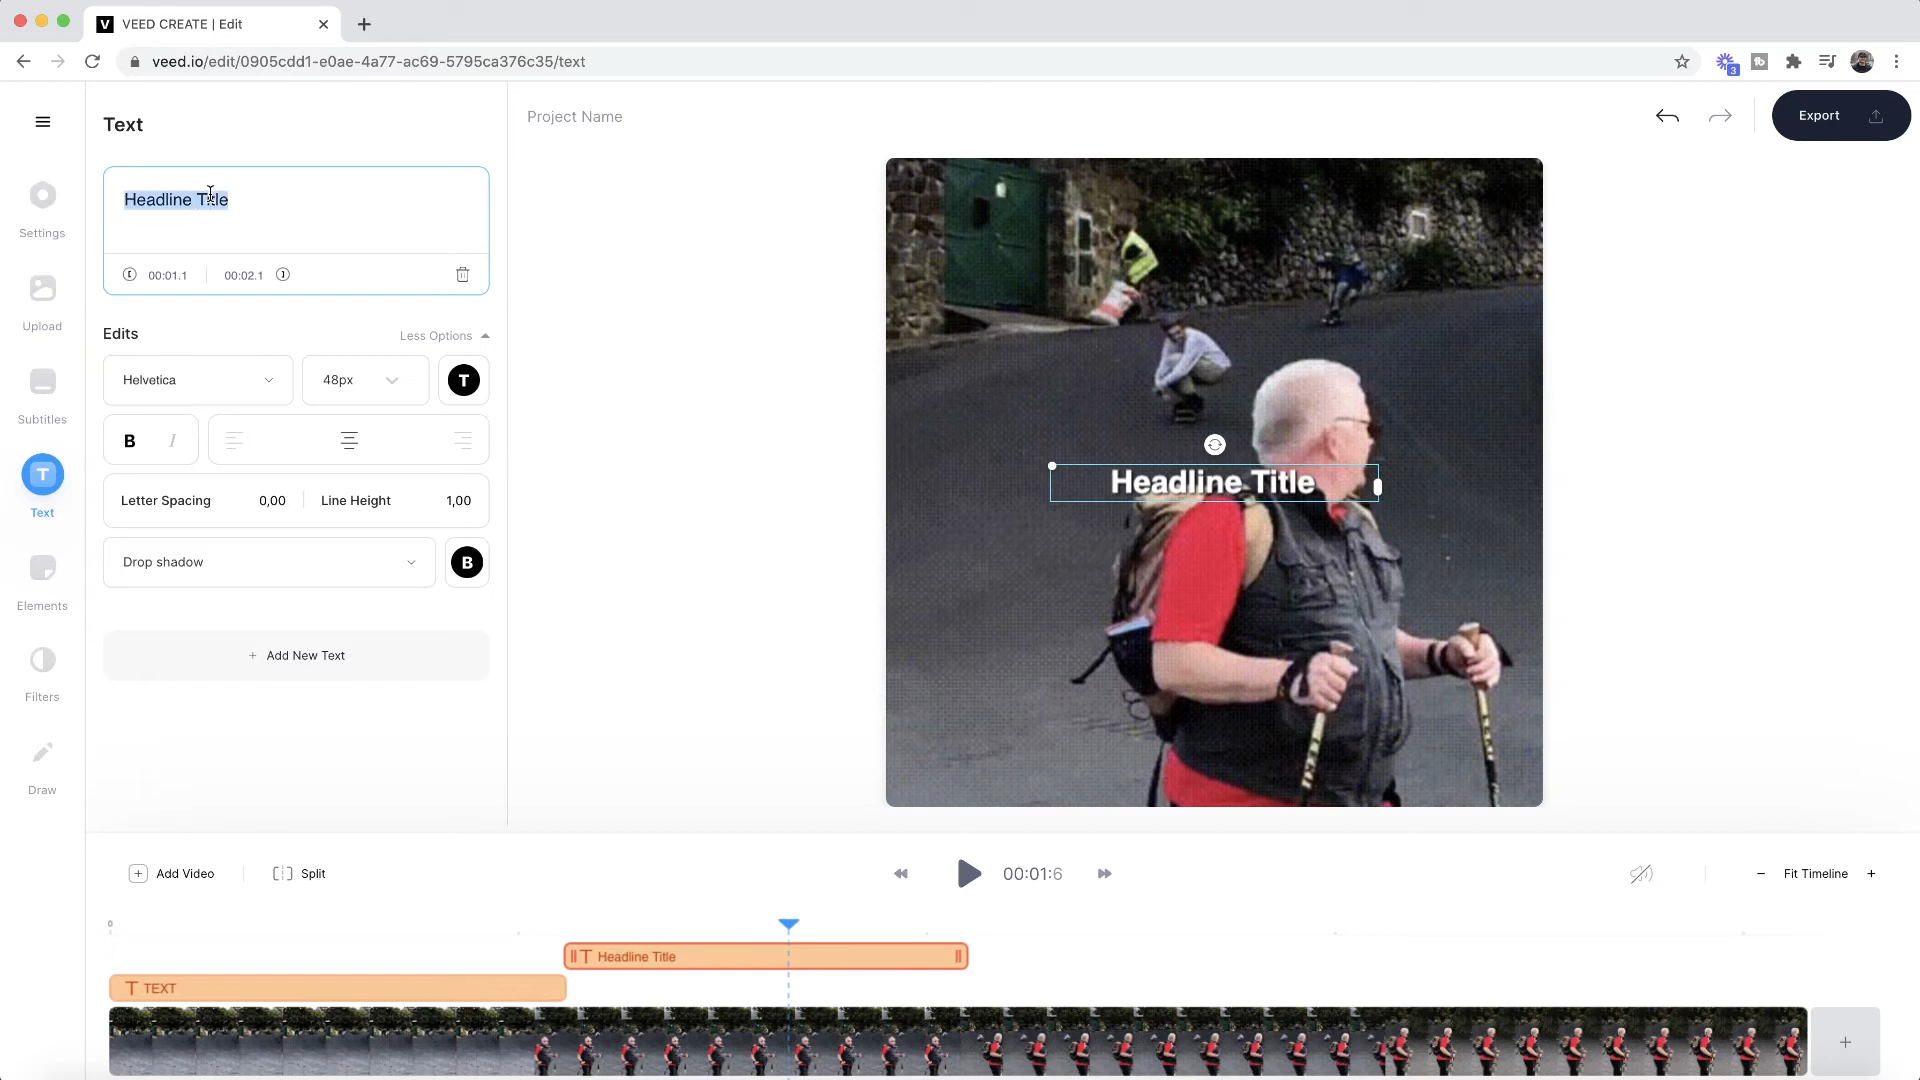 VEED CREATE | Edit
veed.io/edit/0905cdd1-e0ae-4a77-ac69-5795ca376c35/text
3
Text
Project Name
Export
Headline Title
00:01.1
00:02.1
Settings
Upload
Subtitles
Text
Elements
Filters
Draw
Edits
Less Options
Helvetica
48px
T
B I
Letter Spacing 0,00
Line Height 1,00
Drop shadow
B
+ Add New Text
Headline Title
Add Video
Split
00:01:6
− Fit Timeline +
0
T Headline Title
T TEXT
+